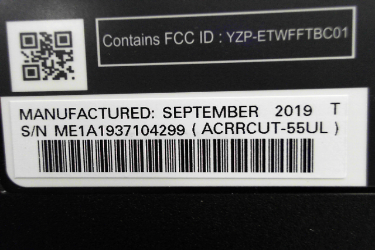 Contains FCC ID : YZP-ETWFFTBC01
MANUFACTURED: SEPTEMBER 2019 T
S/N ME1A1937104299 ( ACRRCUT-55UL )